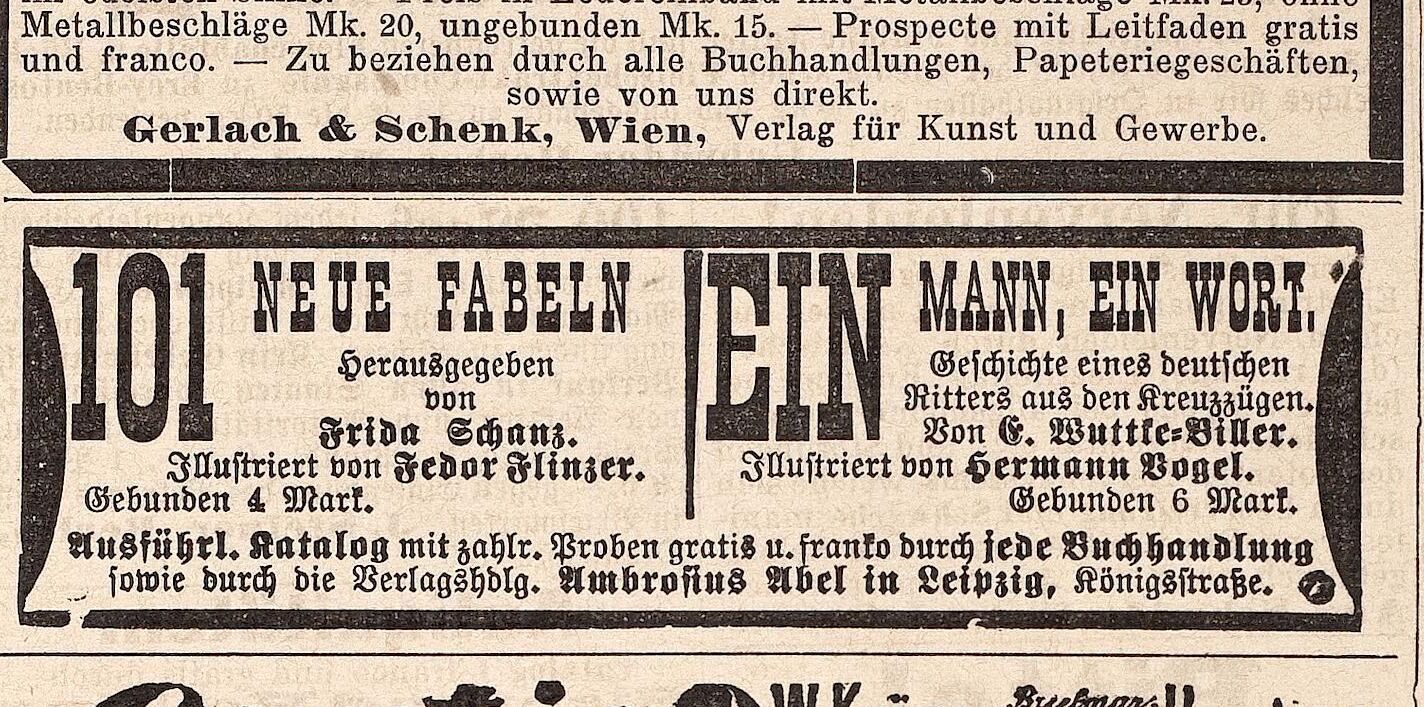 Metallbeschläge Mk. 20, ungebunden Mk. 15. — Prospecte mit Leitfaden gratis
und franco. — Zu beziehen durch alle Buchhandlungen, Papeteriegeschäften,
sowie von uns direkt.
Gerlach & Schenk, Wien, Verlag für Kunst und Gewerbe.
101 NEUE FABELN
Herausgegeben
von
Frida Schanz.
Illustriert von Fedor Flinzer.
Gebunden 4 Mark.
EIN MANN, EIN WORT.
Geschichte eines deutschen
Ritters aus den Kreuzzügen.
Von E. Wuttke-Biller.
Illustriert von Hermann Vogel.
Gebunden 6 Mark.
Ausführl. Katalog mit zahlr. Proben gratis u. franko durch jede Buchhandlung
sowie durch die Verlagshdlg. Ambrosius Abel in Leipzig, Königsstraße.